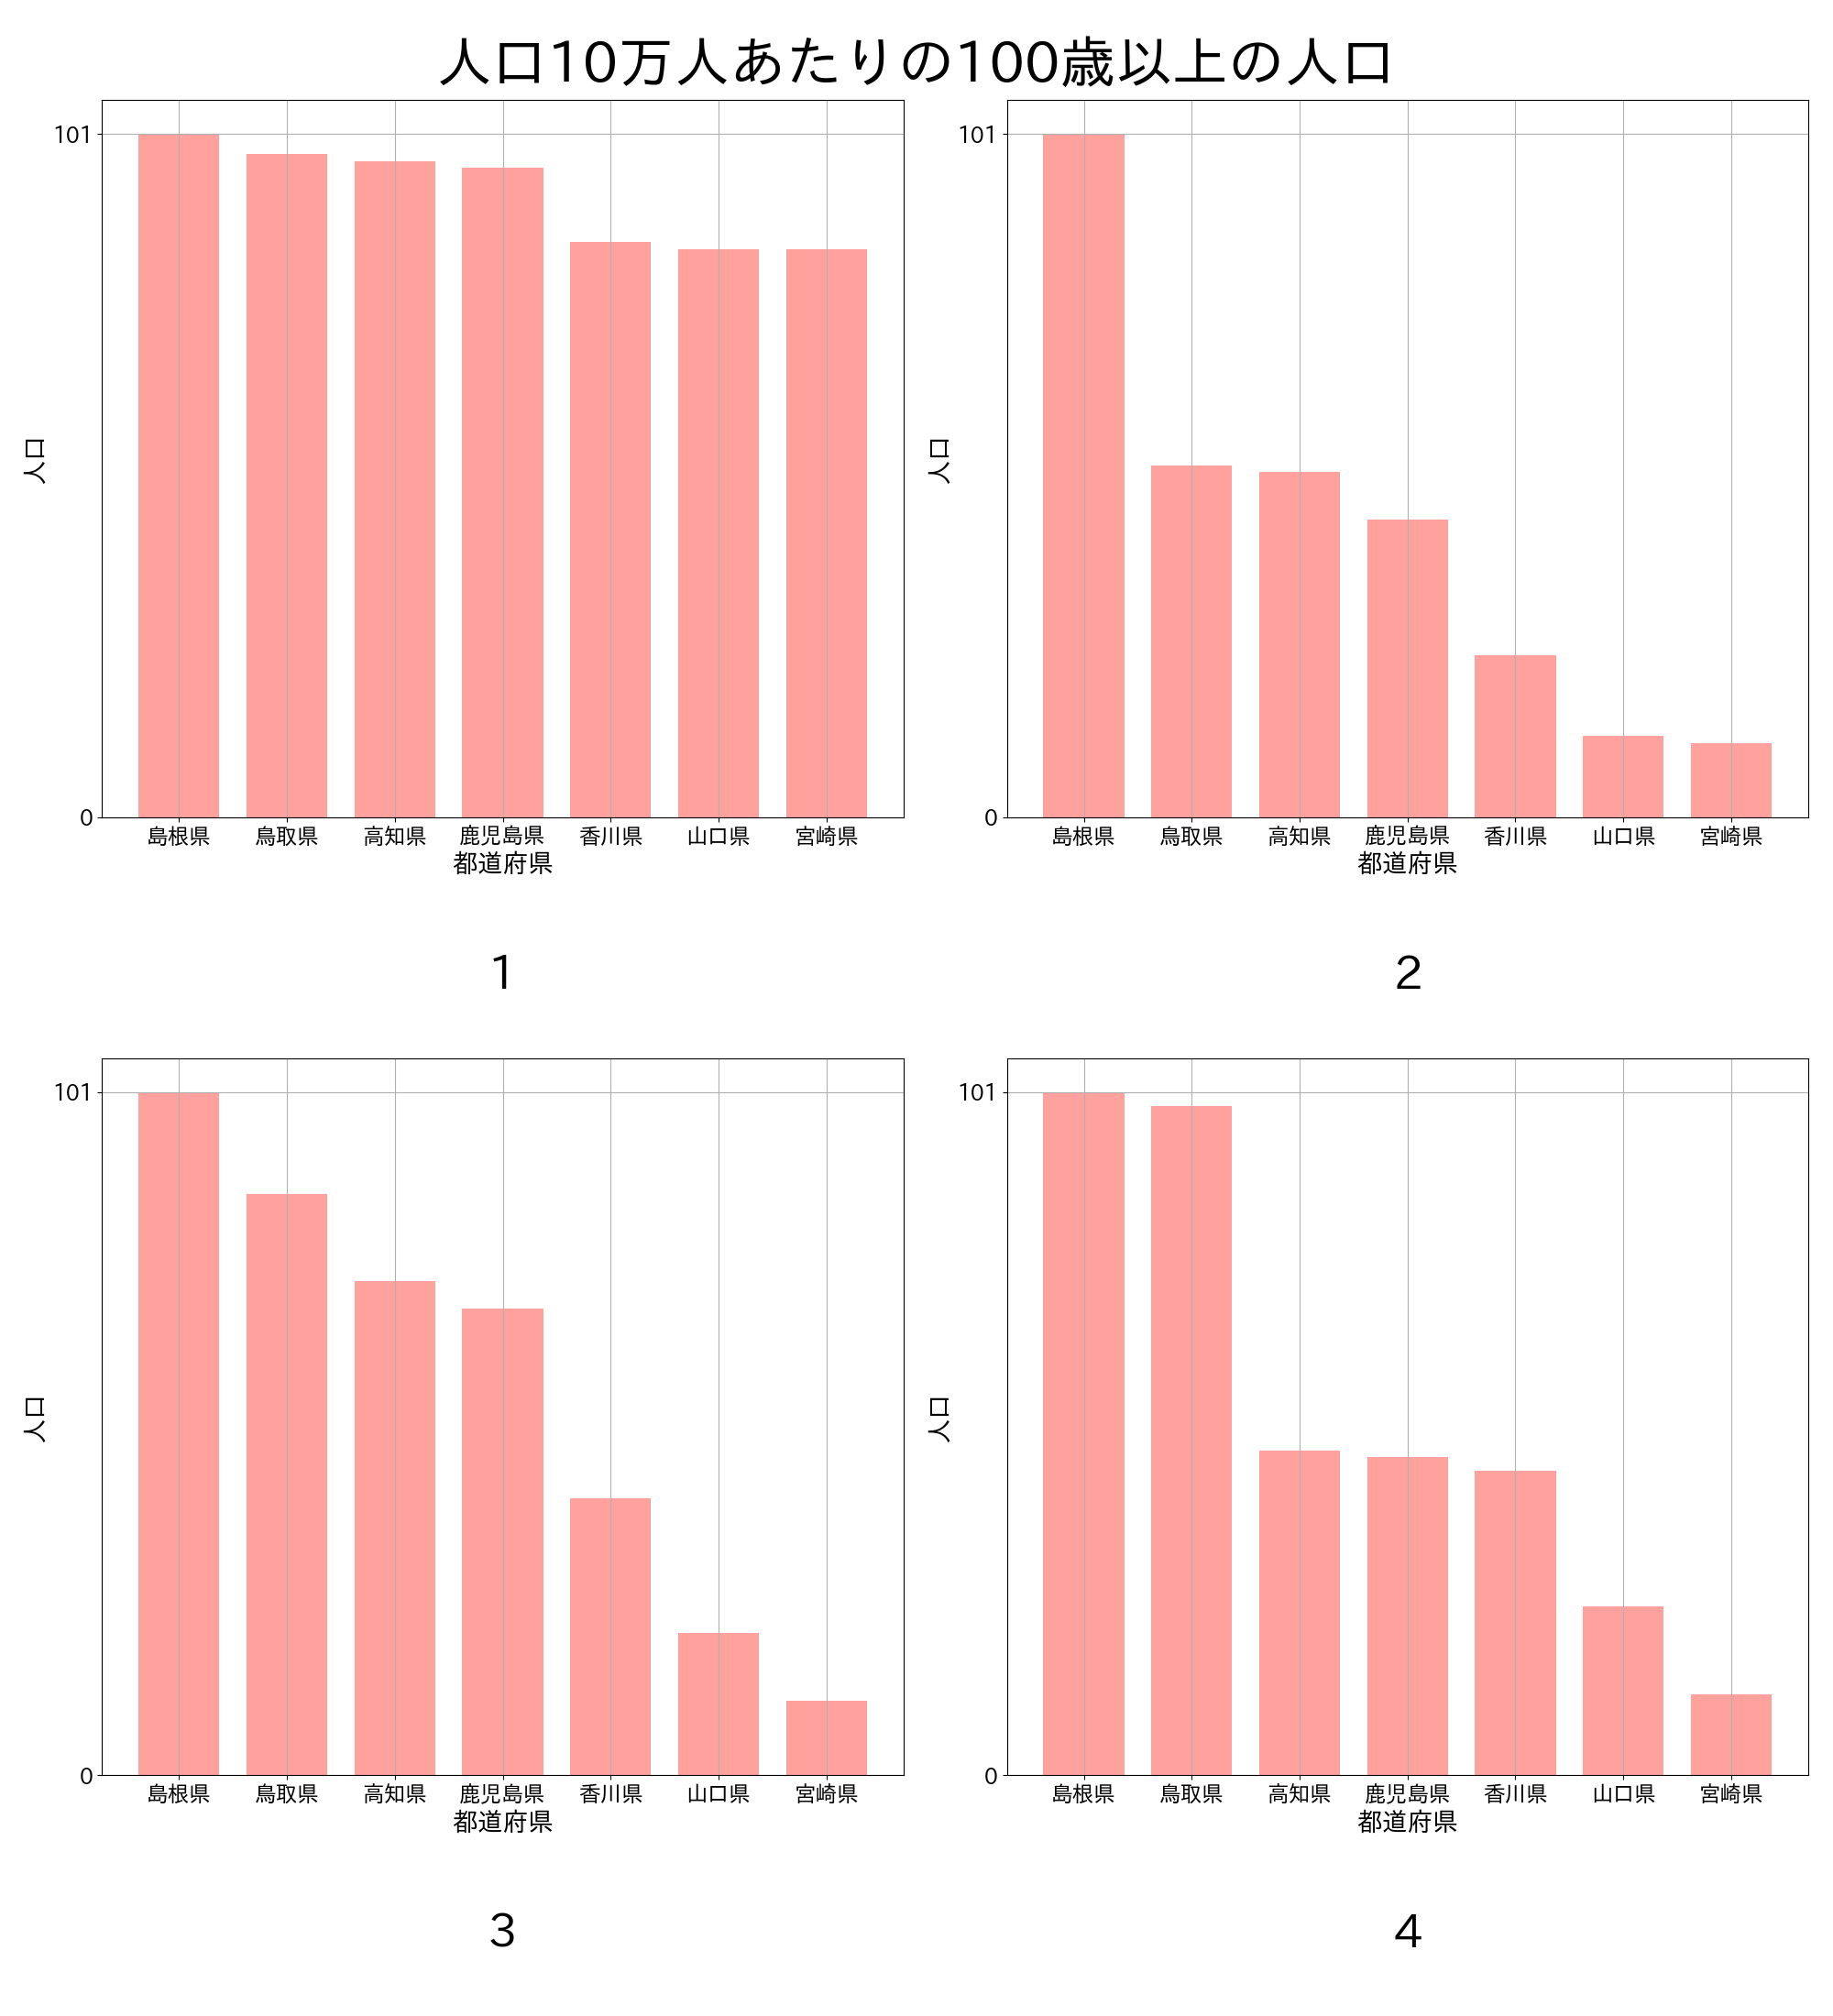 人口10万人あたりの100歳以上の人口
101
0
人口
島根県 鳥取県 高知県 鹿児島県 香川県 山口県 宮崎県
都道府県
1
101
0
人口
島根県 鳥取県 高知県 鹿児島県 香川県 山口県 宮崎県
都道府県
2
101
0
人口
島根県 鳥取県 高知県 鹿児島県 香川県 山口県 宮崎県
都道府県
3
101
0
人口
島根県 鳥取県 高知県 鹿児島県 香川県 山口県 宮崎県
都道府県
4